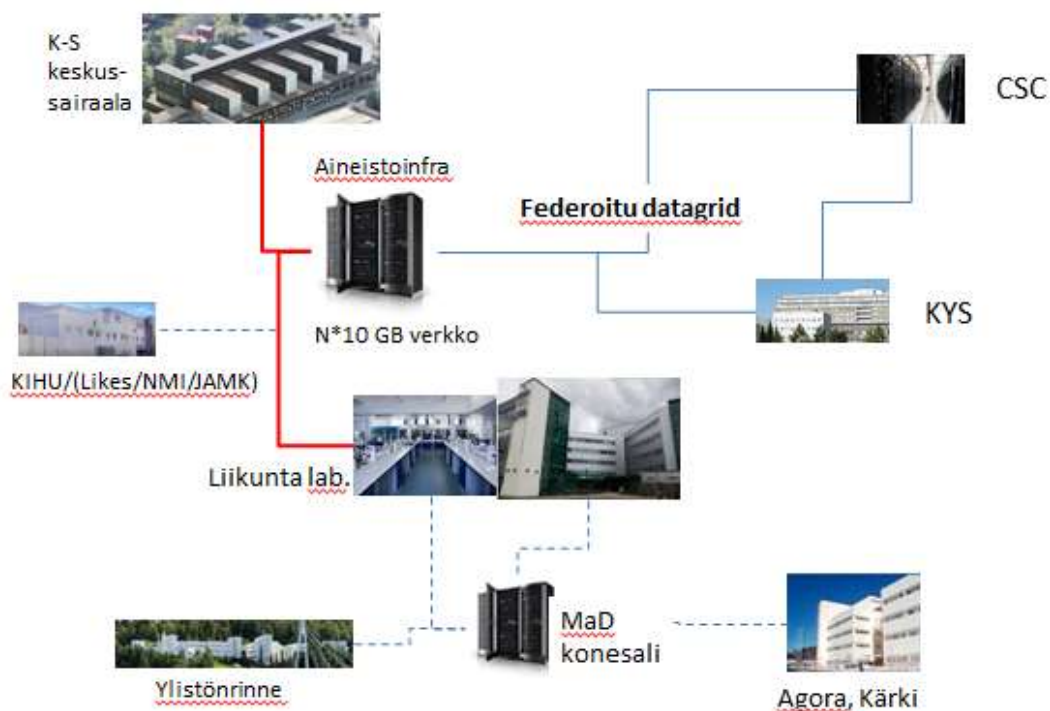 K-S
keskus-
sairaala
CSC
Aineistoinfra
Federoitu datagrid
KYS
N*10 GB verkko
KIHU/(Likes/NMI/JAMK)
Liikunta lab.
MaD
konesali
Ylistönrinne
Agora, Kärki